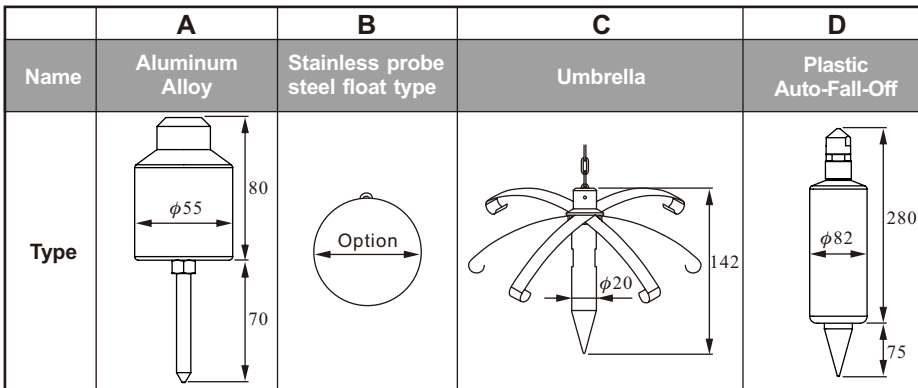 A
B
C
D
Name
Aluminum
Alloy
Stainless probe
steel float type
Umbrella
Plastic
Auto-Fall-Off
Type
80
ϕ55
70
Option
142
ϕ20
280
ϕ82
75